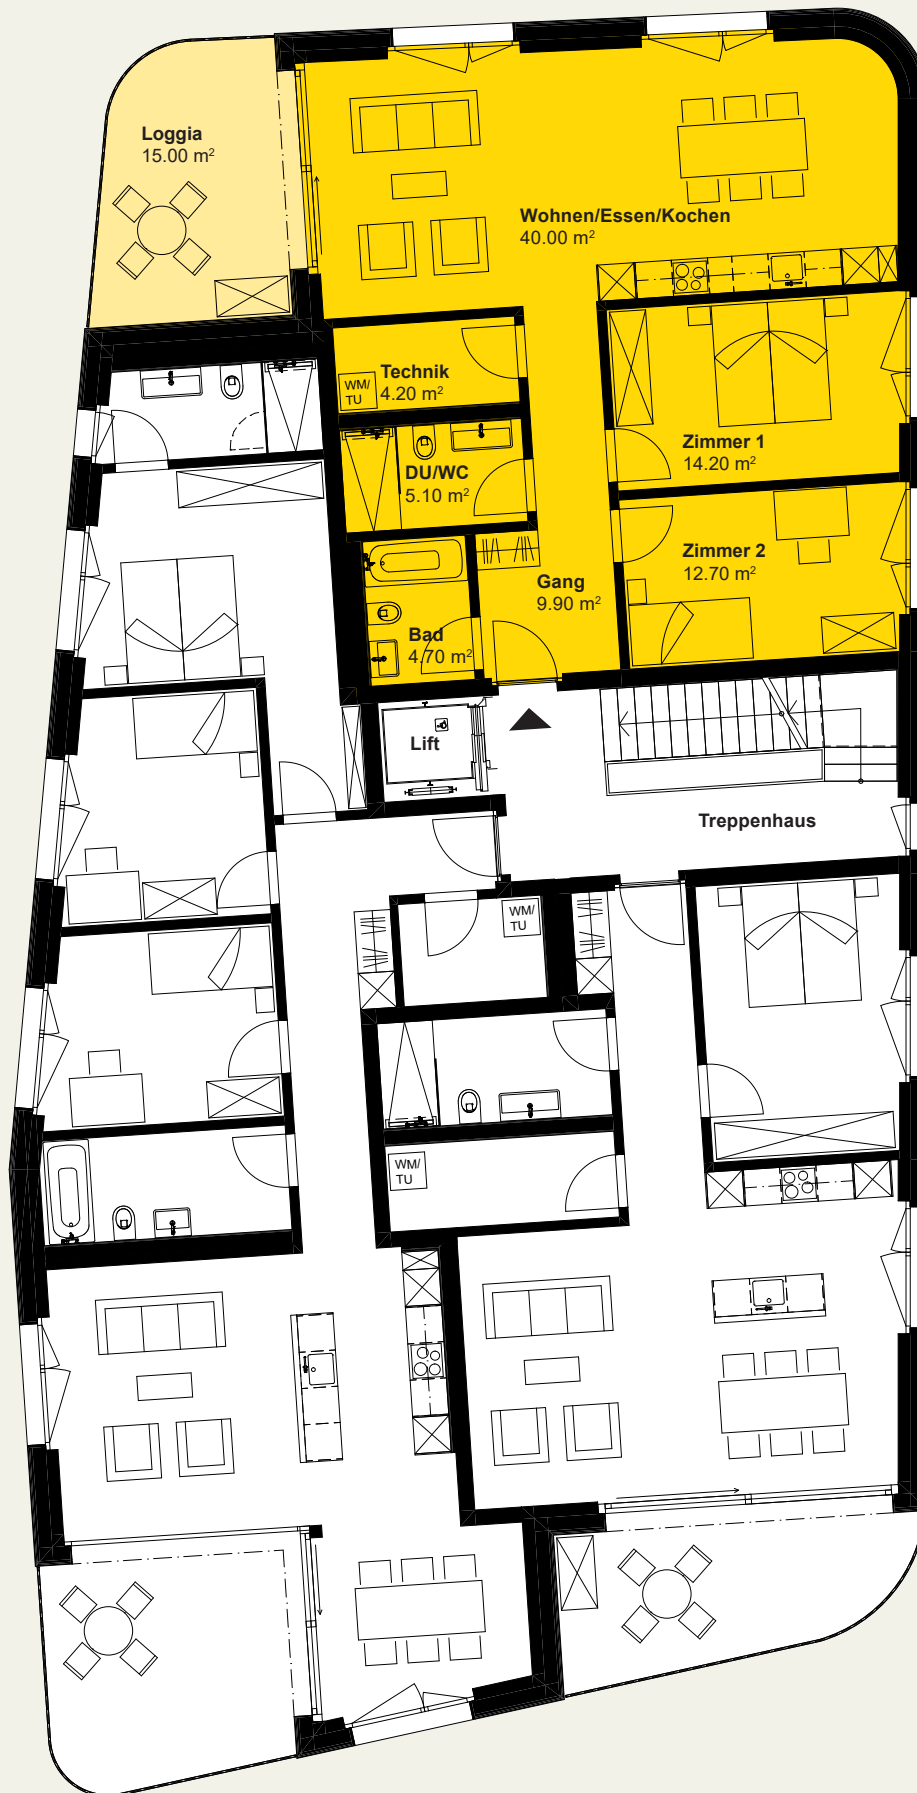 Loggia
15.00 m²
Wohnen/Essen/Kochen
40.00 m²
Technik
4.20 m²
WM/
TU
Zimmer 1
14.20 m²
DU/WC
5.10 m²
Zimmer 2
12.70 m²
Gang
9.90 m²
Bad
4.70 m²
Lift
Treppenhaus
WM/
TU
WM/
TU